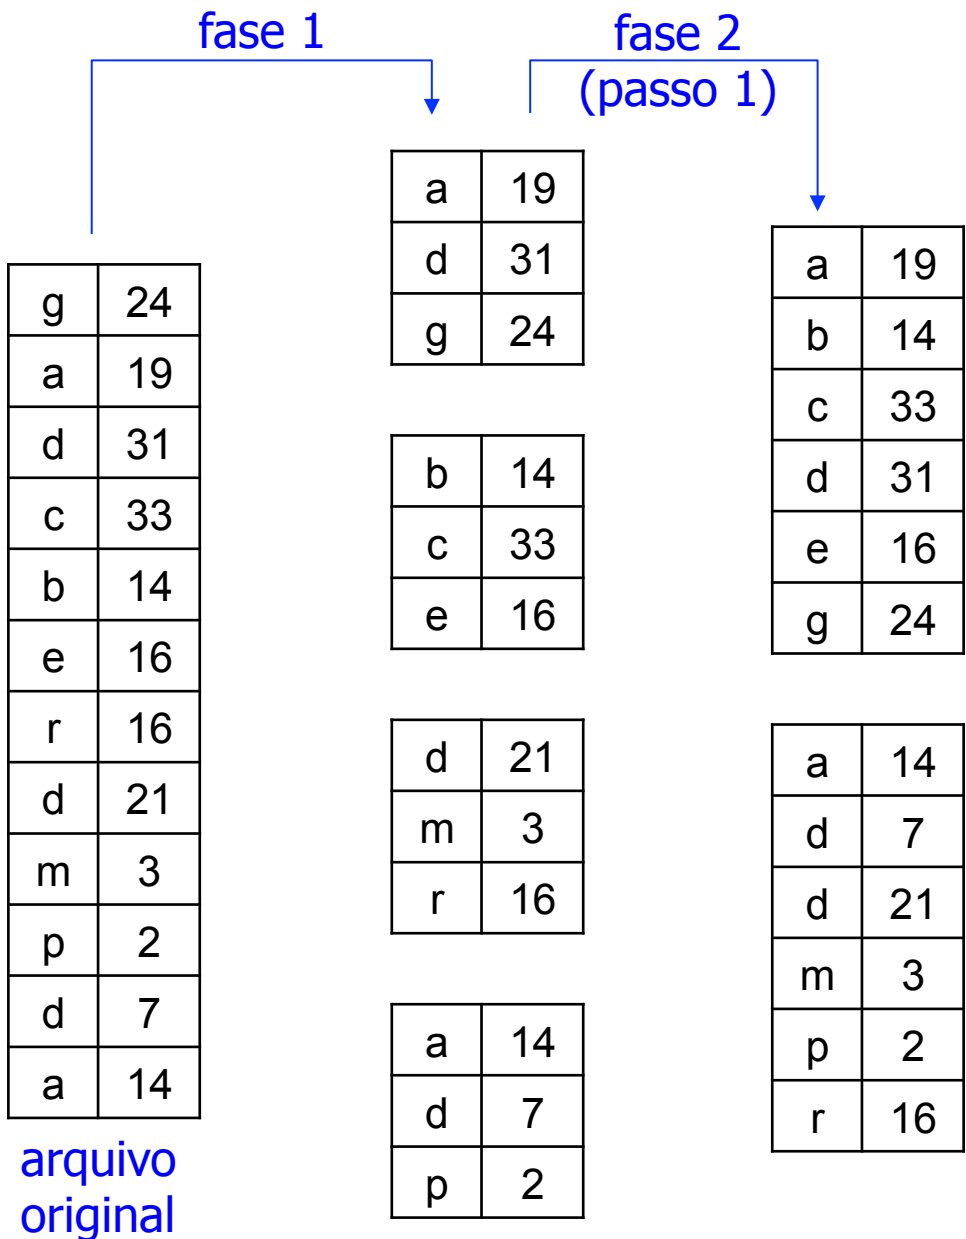 fase 1
fase 2
(passo 1)
g 24
a 19
d 31
c 33
b 14
e 16
r 16
d 21
m 3
p 2
d 7
a 14
arquivo
original
a 19
d 31
g 24
b 14
c 33
e 16
d 21
m 3
r 16
a 14
d 7
p 2
a 19
b 14
c 33
d 31
e 16
g 24
a 14
d 7
d 21
m 3
p 2
r 16